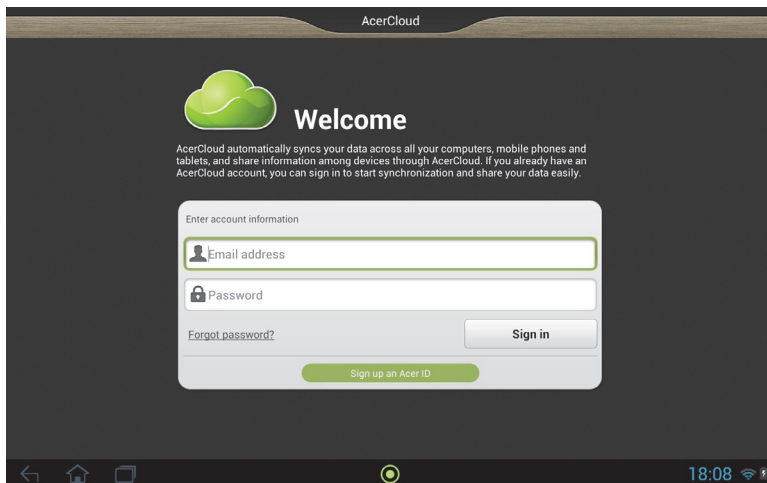 AcerCloud
Welcome
AcerCloud automatically syncs your data across all your computers, mobile phones and
tablets, and share information among devices through AcerCloud. If you already have an
AcerCloud account, you can sign in to start synchronization and share your data easily.
Enter account information
Email address
Password
Forgot password?
Sign in
Sign up an Acer ID
18:08